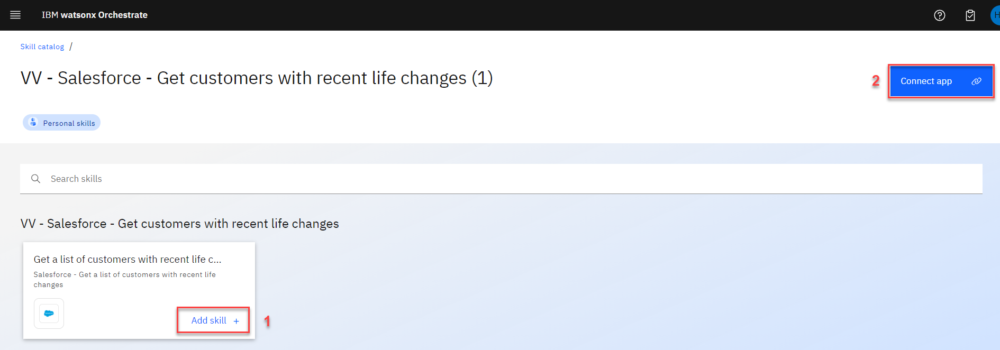 IBM watsonx Orchestrate
H
Skill catalog /
VV - Salesforce - Get customers with recent life changes (1)
2
Connect app
Personal skills
Search skills
VV - Salesforce - Get customers with recent life changes
Get a list of customers with recent life c...
Salesforce - Get a list of customers with recent life
changes
Add skill +
1